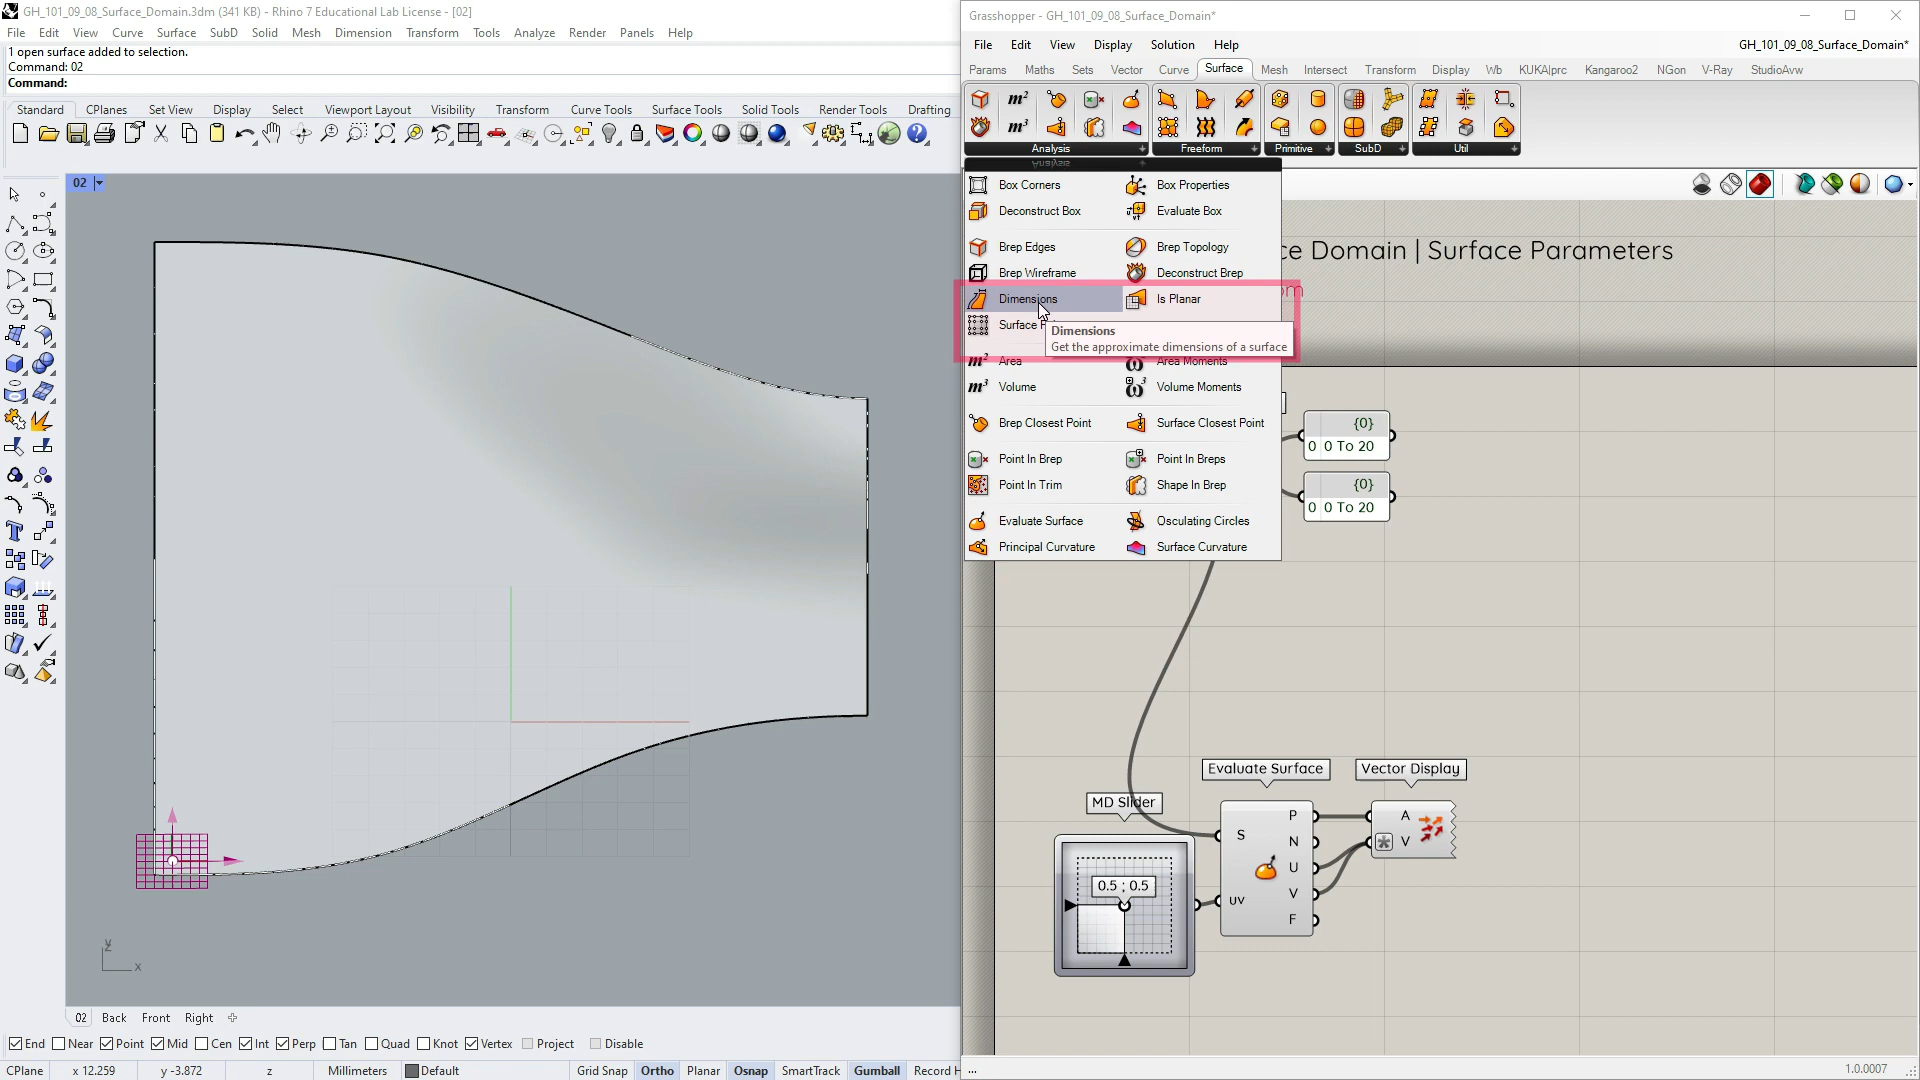 GH_101_09_08_Surface_Domain.3dm (341 KB) - Rhino 7 Educational Lab License - [02]
File Edit View Curve Surface SubD Solid Mesh Dimension Transform Tools Analyze Render Panels Help
1 open surface added to selection.
Command: 02
Command:
Standard CPlanes Set View Display Select Viewport Layout Visibility Transform Curve Tools Surface Tools Solid Tools Render Tools Drafting
02
y
x
02 Back Front Right
End Near Point Mid Cen Int Perp Tan Quad Knot Vertex Project Disable
CPlane x 12.259 y -3.872 z Millimeters Default Grid Snap Ortho Planar Osnap SmartTrack Gumball Record H
Grasshopper - GH_101_09_08_Surface_Domain*
File Edit View Display Solution Help
GH_101_09_08_Surface_Domain*
Params Maths Sets Vector Curve Surface Mesh Intersect Transform Display Wb KUKA|prc Kangaroo2 NGon V-Ray StudioAvw
m²
m³
Analysis Freeform Primitive SubD Util
Analysis
Box Corners Box Properties
Deconstruct Box Evaluate Box
Brep Edges Brep Topology
Brep Wireframe Deconstruct Brep
Dimensions Is Planar
Surface
Dimensions
Get the approximate dimensions of a surface
m² Area Area Moments
m³ Volume Volume Moments
Brep Closest Point Surface Closest Point
Point In Brep Point In Breps
Point In Trim Shape In Brep
Evaluate Surface Osculating Circles
Principal Curvature Surface Curvature
ce Domain | Surface Parameters
om
{0}
0 0 To 20
{0}
0 0 To 20
Evaluate Surface Vector Display
MD Slider
0.5 ; 0.5
S
UV
P
N
U
V
F
A
V
... 1.0.0007